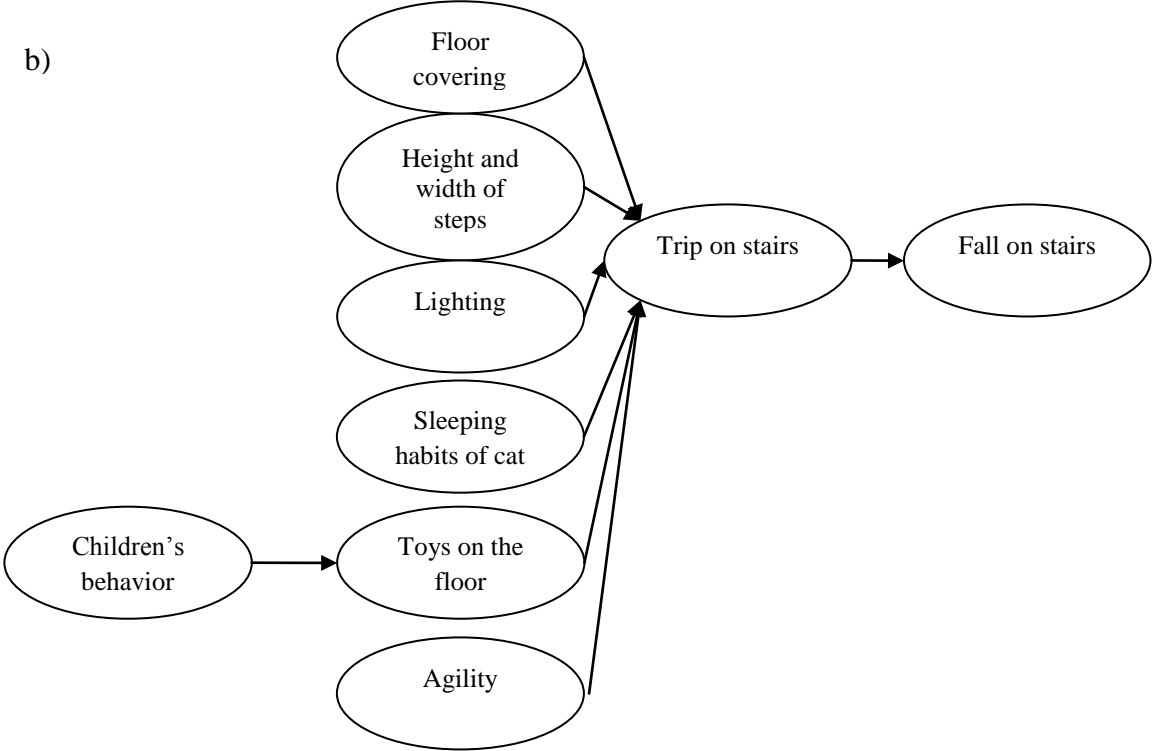 b)
Floor
covering
Height and
width of
steps
Trip on stairs
Fall on stairs
Lighting
Sleeping
habits of cat
Children’s
behavior
Toys on the
floor
Agility